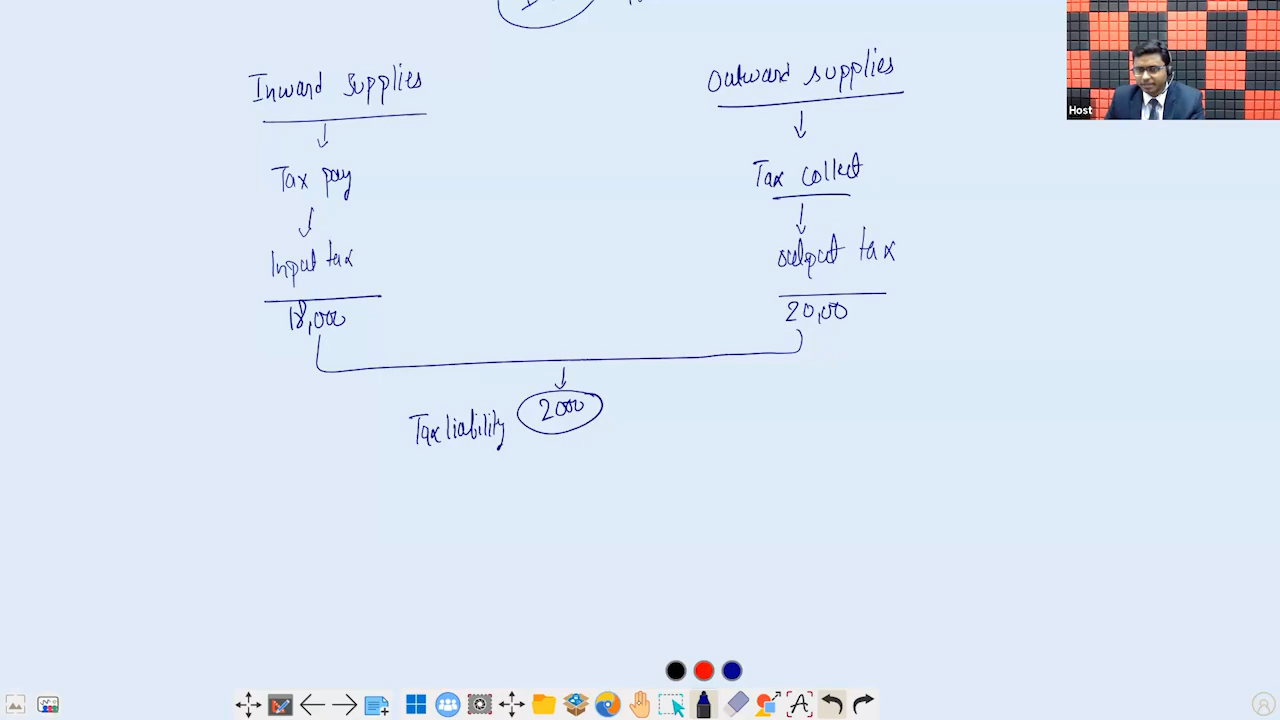 Inward Supplies
Outward supplies
Host
Tax pay
Tax collect
Input tax
output tax
18,000
20,00
Tax liability 2000